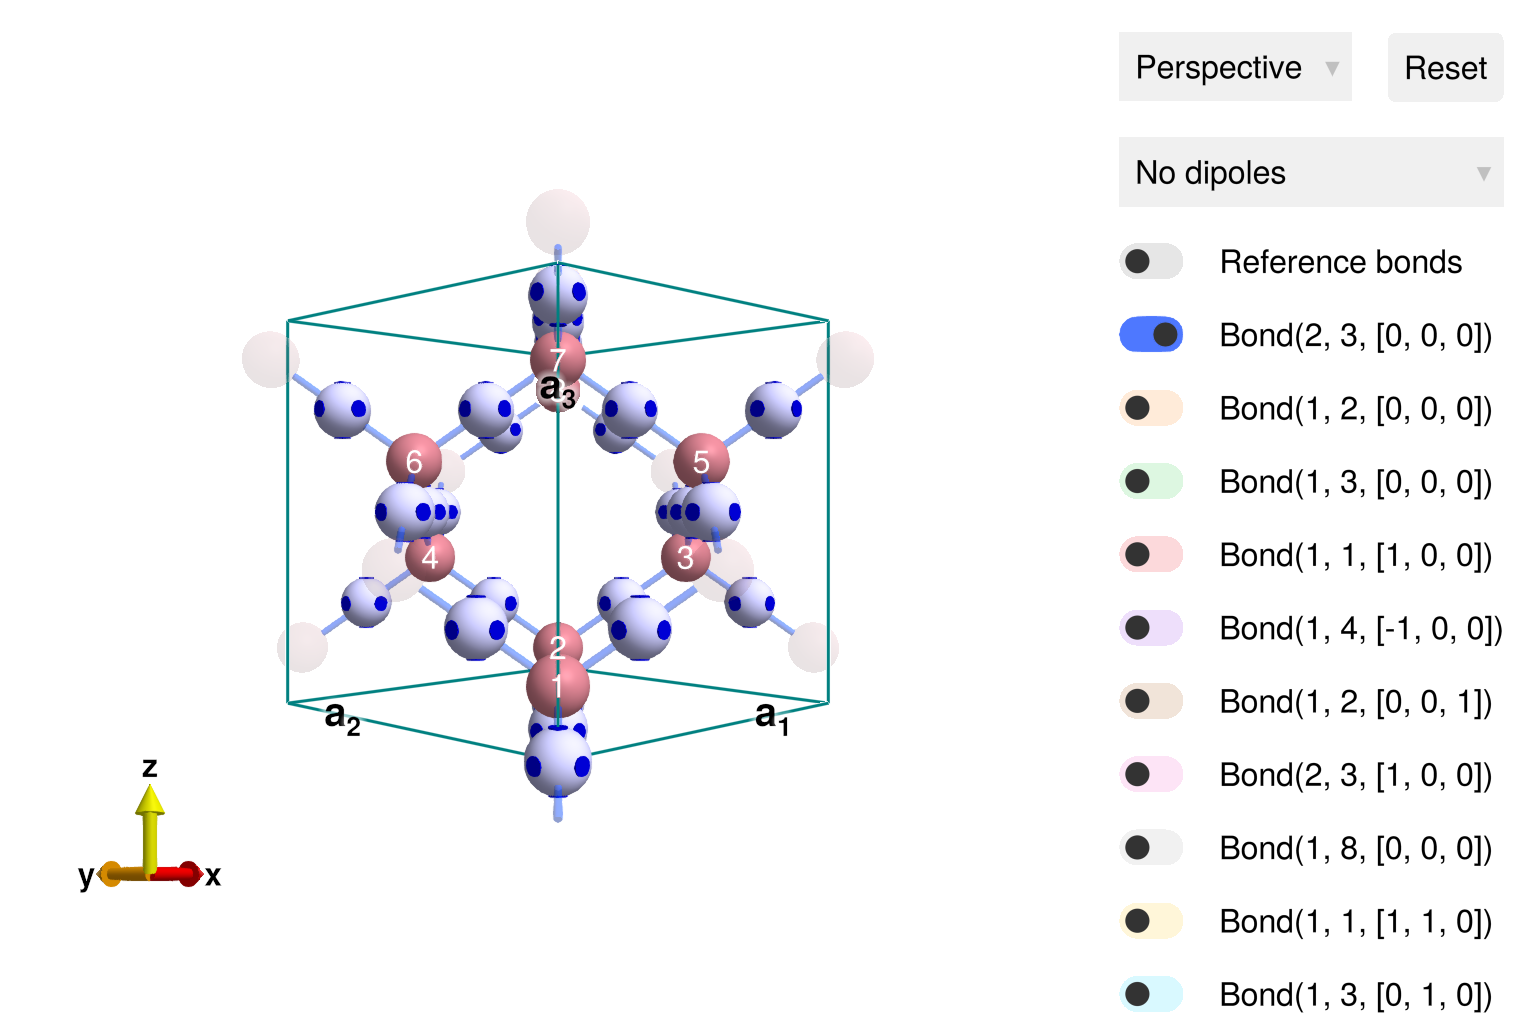 Perspective ▼
Reset
No dipoles ▼
Reference bonds
Bond(2, 3, [0, 0, 0])
Bond(1, 2, [0, 0, 0])
Bond(1, 3, [0, 0, 0])
Bond(1, 1, [1, 0, 0])
Bond(1, 4, [-1, 0, 0])
Bond(1, 2, [0, 0, 1])
Bond(2, 3, [1, 0, 0])
Bond(1, 8, [0, 0, 0])
Bond(1, 1, [1, 1, 0])
Bond(1, 3, [0, 1, 0])
7
a3
6
5
4
3
2
1
a2
a1
z
y
x